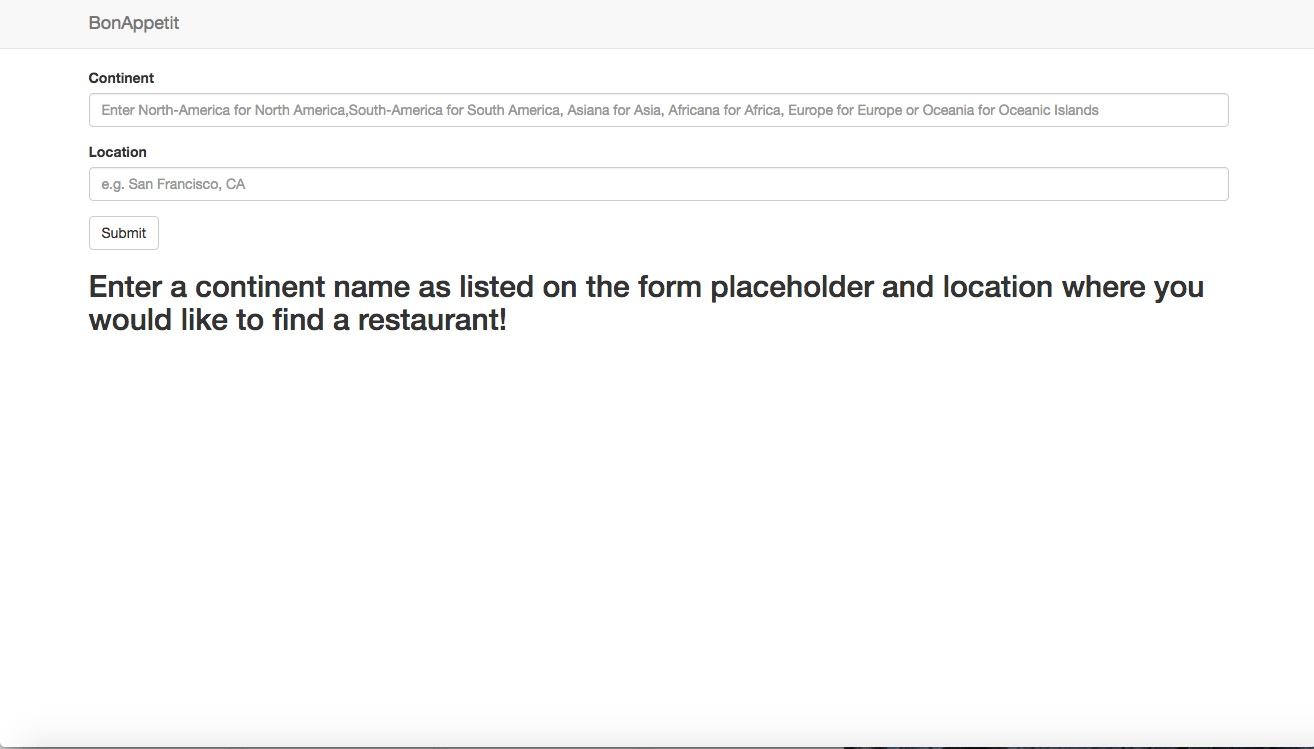 BonAppetit
Continent
Enter North-America for North America,South-America for South America, Asiana for Asia, Africana for Africa, Europe for Europe or Oceania for Oceanic Islands
Location
e.g. San Francisco, CA
Submit
Enter a continent name as listed on the form placeholder and location where you
would like to find a restaurant!